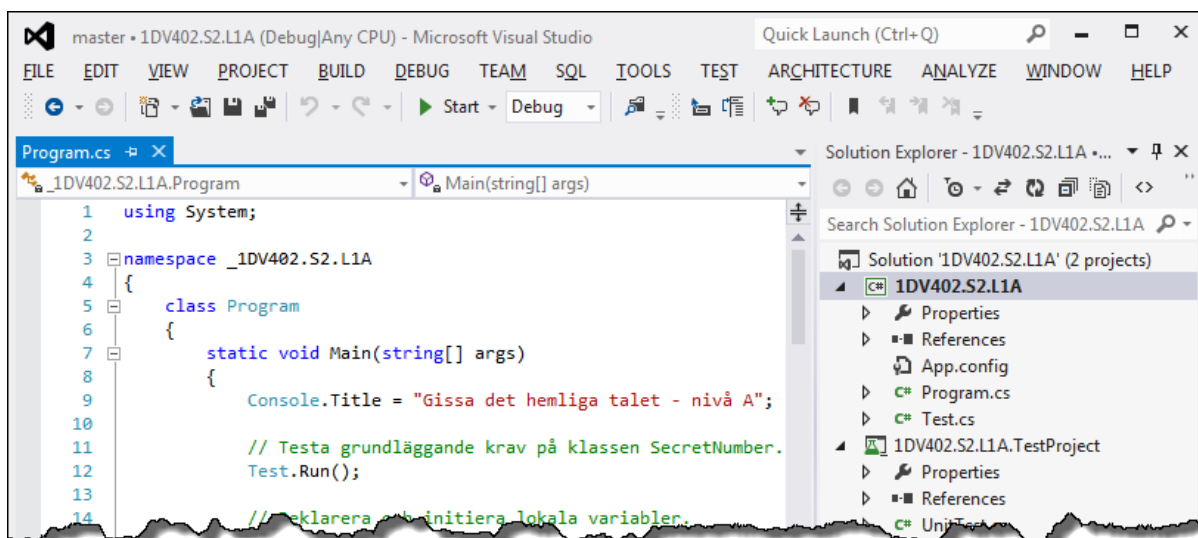 master • 1DV402.S2.L1A (Debug|Any CPU) - Microsoft Visual Studio
Quick Launch (Ctrl+Q)
FILE EDIT VIEW PROJECT BUILD DEBUG TEAM SQL TOOLS TEST ARCHITECTURE ANALYZE WINDOW HELP
Start Debug
Program.cs
_1DV402.S2.L1A.Program
Main(string[] args)
1 using System;
2
3 namespace _1DV402.S2.L1A
4 {
5 class Program
6 {
7 static void Main(string[] args)
8 {
9 Console.Title = "Gissa det hemliga talet - nivå A";
10
11 // Testa grundläggande krav på klassen SecretNumber.
12 Test.Run();
13
14 // initiera lokala variabler.
Solution Explorer - 1DV402.S2.L1A •...
Search Solution Explorer - 1DV402.S2.L1A
Solution '1DV402.S2.L1A' (2 projects)
C# 1DV402.S2.L1A
Properties
References
App.config
C# Program.cs
C# Test.cs
1DV402.S2.L1A.TestProject
Properties
References
C#